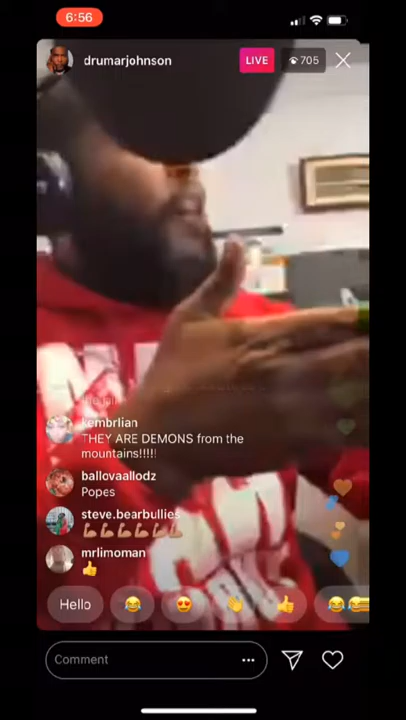 6:56
drumarjohnson
LIVE
705
kembrlian
THEY ARE DEMONS from the
mountains!!!!
ballovaallodz
Popes
steve.bearbullies
💪💪💪💪💪💪
mrlimoman
👍
Hello 😂 😍 👏 👍 😂
Comment